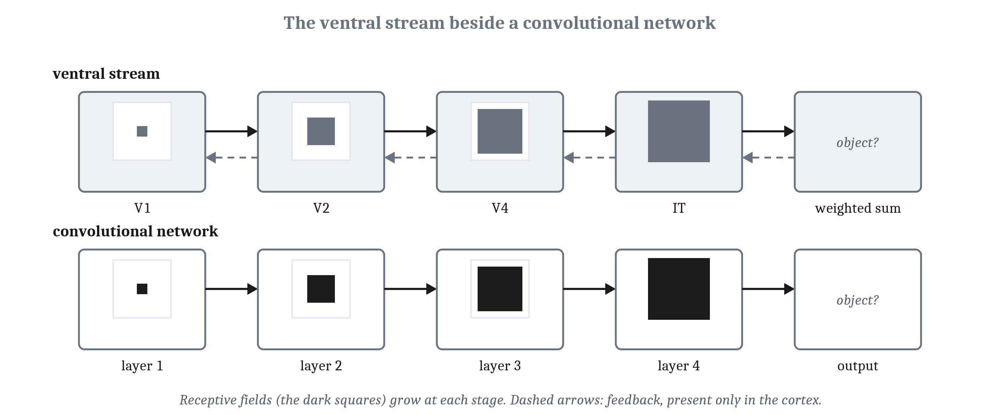 The ventral stream beside a convolutional network
ventral stream
object?
V1 V2 V4 IT weighted sum
convolutional network
object?
layer 1 layer 2 layer 3 layer 4 output
Receptive fields (the dark squares) grow at each stage. Dashed arrows: feedback, present only in the cortex.